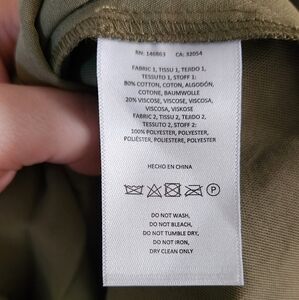 RN: 146863 CA: 32054
FABRIC 1, TISSU 1, TEJIDO 1,
TESSUTO 1, STOFF 1:
80% COTTON, COTON, ALGODÓN,
COTONE, BAUMWOLLE
20% VISCOSE, VISCOSE, VISCOSA,
VISCOSA, VISKOSE
FABRIC 2, TISSU 2, TEJIDO 2,
TESSUTO 2, STOFF 2:
100% POLYESTER, POLYESTER,
POLIÉSTER, POLIESTERE, POLYESTER
HECHO EN CHINA
P
DO NOT WASH,
DO NOT BLEACH,
DO NOT TUMBLE DRY,
DO NOT IRON,
DRY CLEAN ONLY